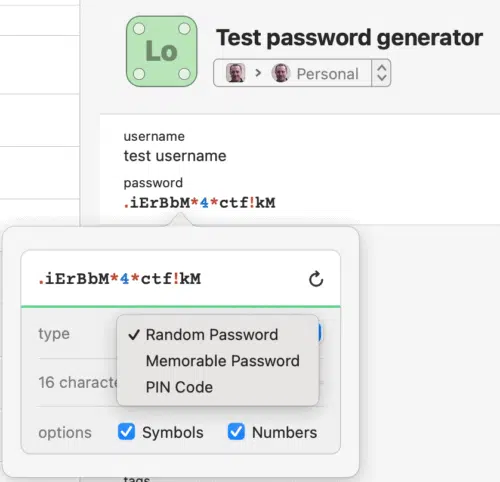 Lo
Test password generator
> Personal
username
test username
password
.iErBbM*4*ctf!kM
.iErBbM*4*ctf!kM
type
✓ Random Password
Memorable Password
PIN Code
16 characte
options Symbols Numbers
tags